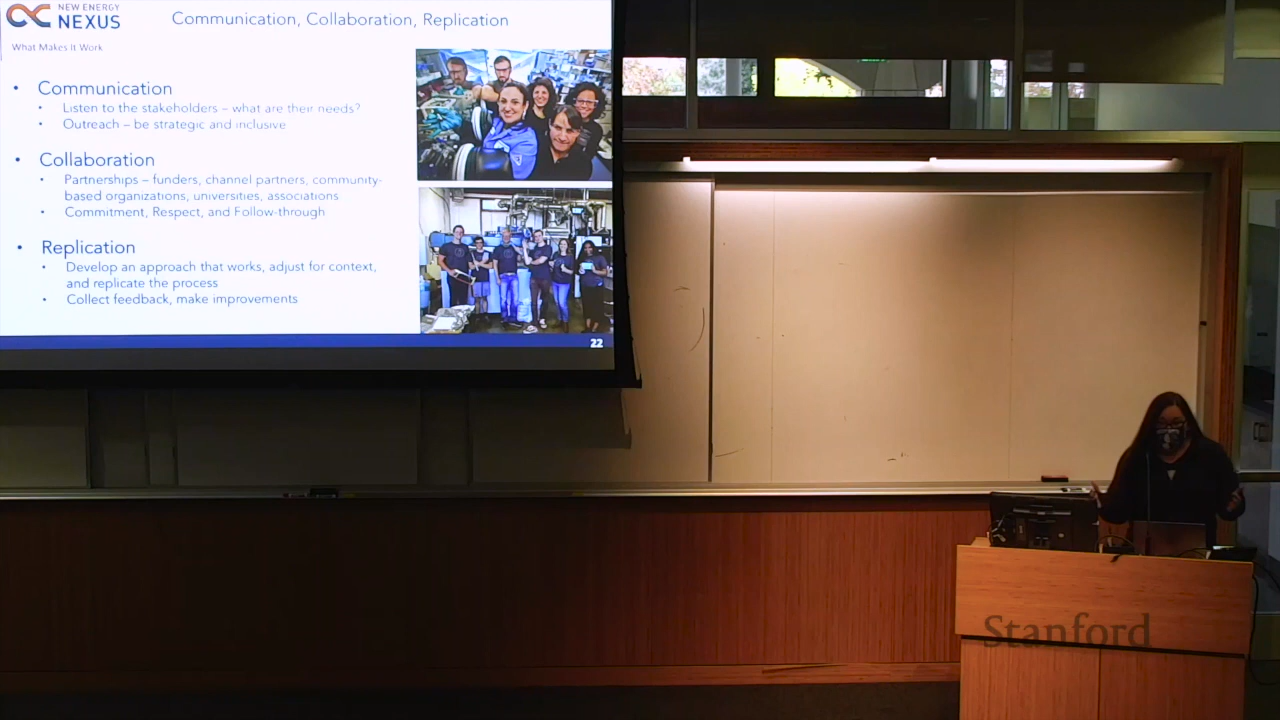 NEW ENERGY
NEXUS
Communication, Collaboration, Replication
What Makes It Work
• Communication
• Listen to the stakeholders – what are their needs?
• Outreach – be strategic and inclusive
• Collaboration
• Partnerships – funders, channel partners, community-
based organizations, universities, associations
• Commitment, Respect, and Follow-through
• Replication
• Develop an approach that works, adjust for context,
and replicate the process
• Collect feedback, make improvements
22
Stanford